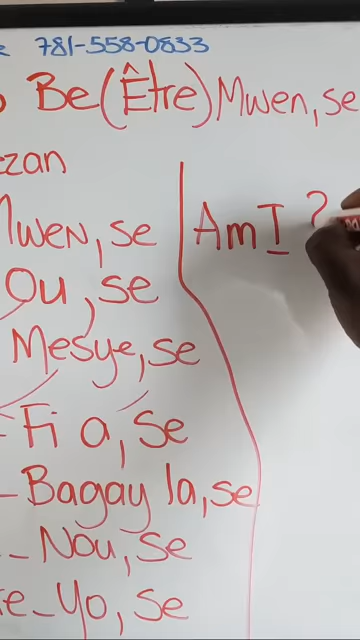 781-558-0833
Be (Être) Mwen, se
zan
Mwen, se
Am I ?
Ou, se
Mesye, se
Fi a, se
Bagay la, se
Nou, se
Yo, se